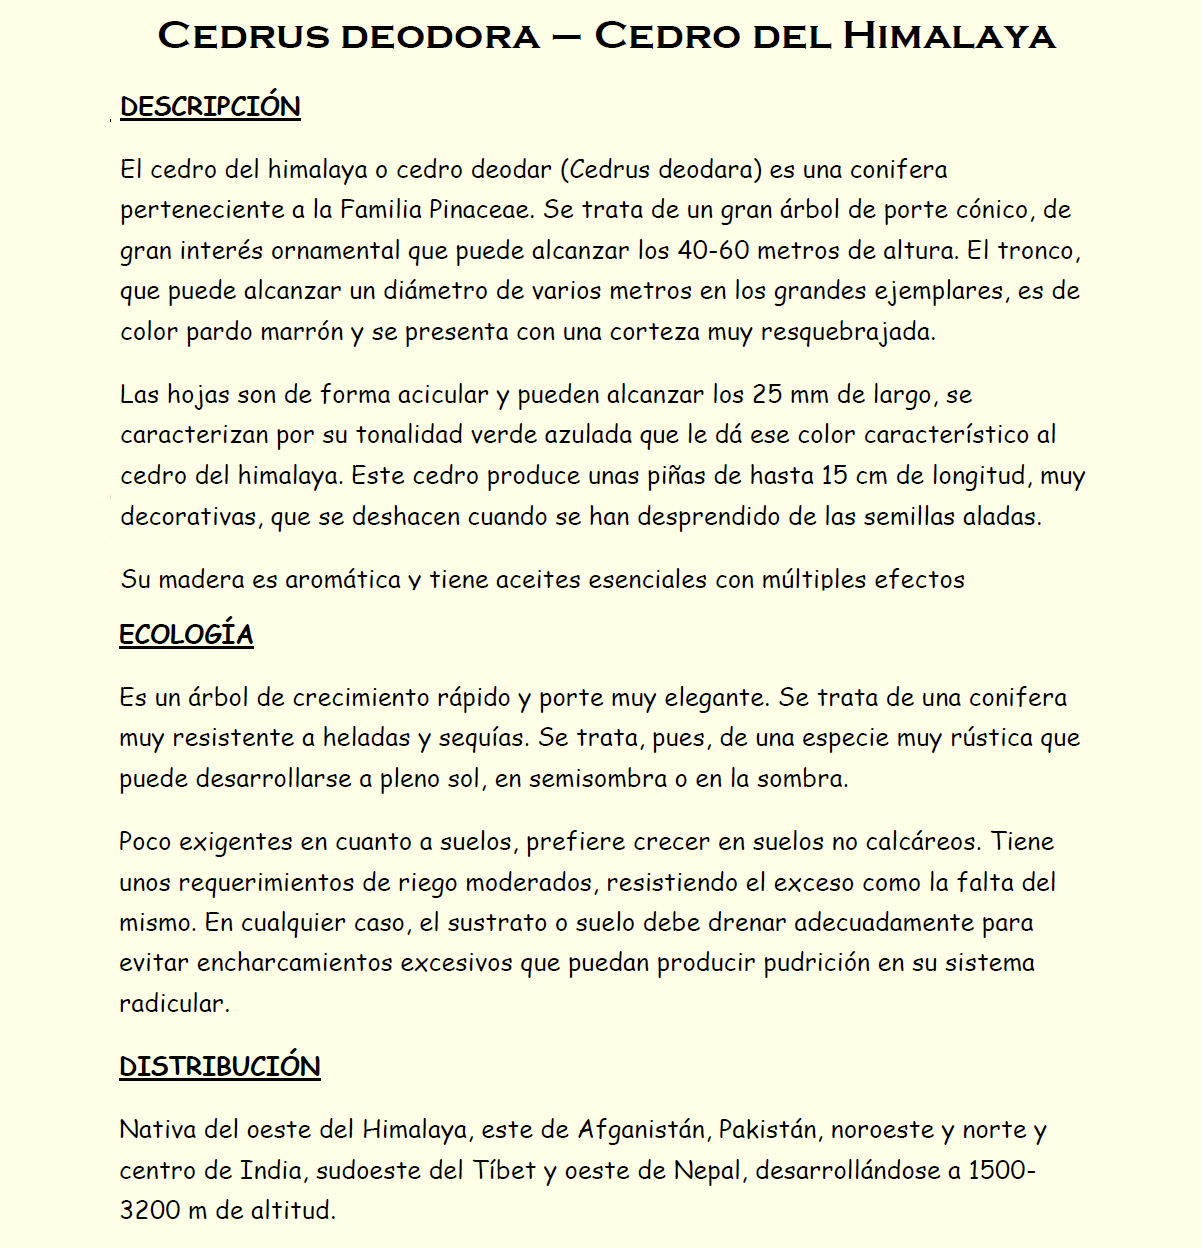 CEDRUS DEODORA – CEDRO DEL HIMALAYA
DESCRIPCIÓN
El cedro del himalaya o cedro deodar (Cedrus deodara) es una conifera
perteneciente a la Familia Pinaceae. Se trata de un gran árbol de porte cónico, de
gran interés ornamental que puede alcanzar los 40-60 metros de altura. El tronco,
que puede alcanzar un diámetro de varios metros en los grandes ejemplares, es de
color pardo marrón y se presenta con una corteza muy resquebrajada.
Las hojas son de forma acicular y pueden alcanzar los 25 mm de largo, se
caracterizan por su tonalidad verde azulada que le dá ese color característico al
cedro del himalaya. Este cedro produce unas piñas de hasta 15 cm de longitud, muy
decorativas, que se deshacen cuando se han desprendido de las semillas aladas.
Su madera es aromática y tiene aceites esenciales con múltiples efectos
ECOLOGÍA
Es un árbol de crecimiento rápido y porte muy elegante. Se trata de una conifera
muy resistente a heladas y sequías. Se trata, pues, de una especie muy rústica que
puede desarrollarse a pleno sol, en semisombra o en la sombra.
Poco exigentes en cuanto a suelos, prefiere crecer en suelos no calcáreos. Tiene
unos requerimientos de riego moderados, resistiendo el exceso como la falta del
mismo. En cualquier caso, el sustrato o suelo debe drenar adecuadamente para
evitar encharcamientos excesivos que puedan producir pudrición en su sistema
radicular.
DISTRIBUCIÓN
Nativa del oeste del Himalaya, este de Afganistán, Pakistán, noroeste y norte y
centro de India, sudoeste del Tíbet y oeste de Nepal, desarrollándose a 1500-
3200 m de altitud.